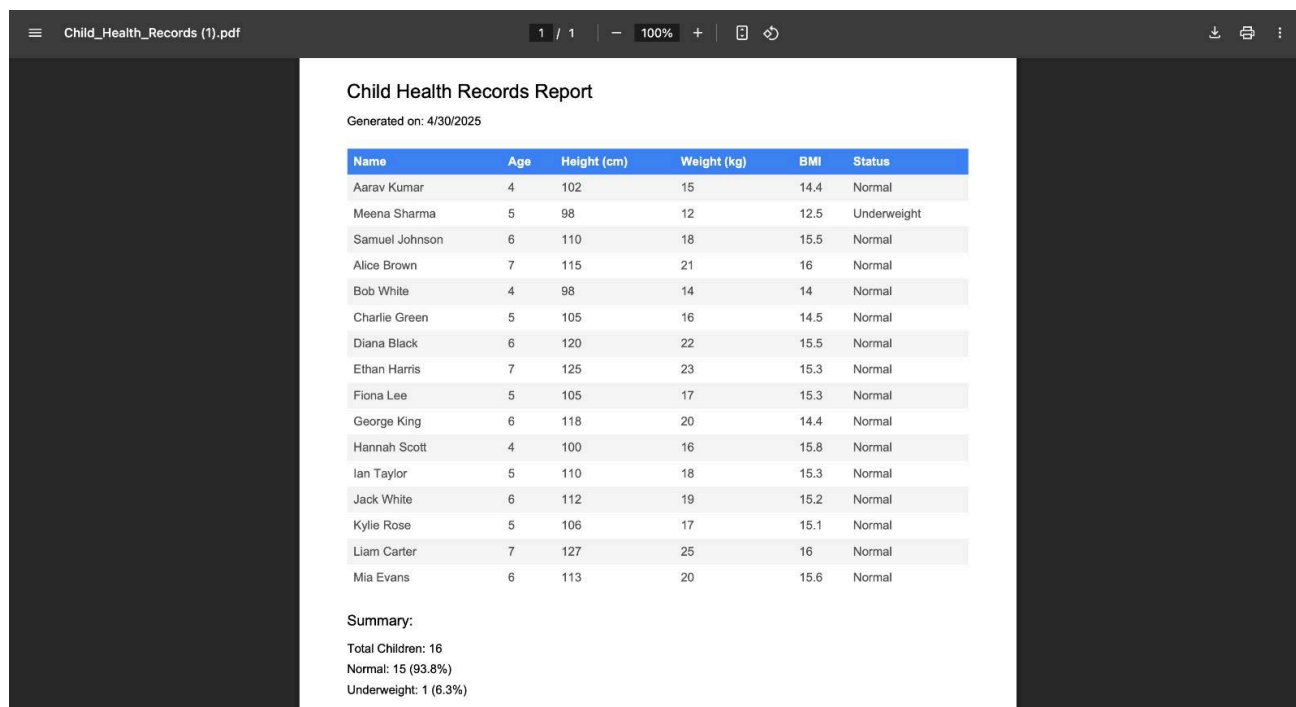 Child_Health_Records (1).pdf 1 / 1 − 100% +
Child Health Records Report
Generated on: 4/30/2025
Name Age Height (cm) Weight (kg) BMI Status
Aarav Kumar 4 102 15 14.4 Normal
Meena Sharma 5 98 12 12.5 Underweight
Samuel Johnson 6 110 18 15.5 Normal
Alice Brown 7 115 21 16 Normal
Bob White 4 98 14 14 Normal
Charlie Green 5 105 16 14.5 Normal
Diana Black 6 120 22 15.5 Normal
Ethan Harris 7 125 23 15.3 Normal
Fiona Lee 5 105 17 15.3 Normal
George King 6 118 20 14.4 Normal
Hannah Scott 4 100 16 15.8 Normal
Ian Taylor 5 110 18 15.3 Normal
Jack White 6 112 19 15.2 Normal
Kylie Rose 5 106 17 15.1 Normal
Liam Carter 7 127 25 16 Normal
Mia Evans 6 113 20 15.6 Normal
Summary:
Total Children: 16
Normal: 15 (93.8%)
Underweight: 1 (6.3%)